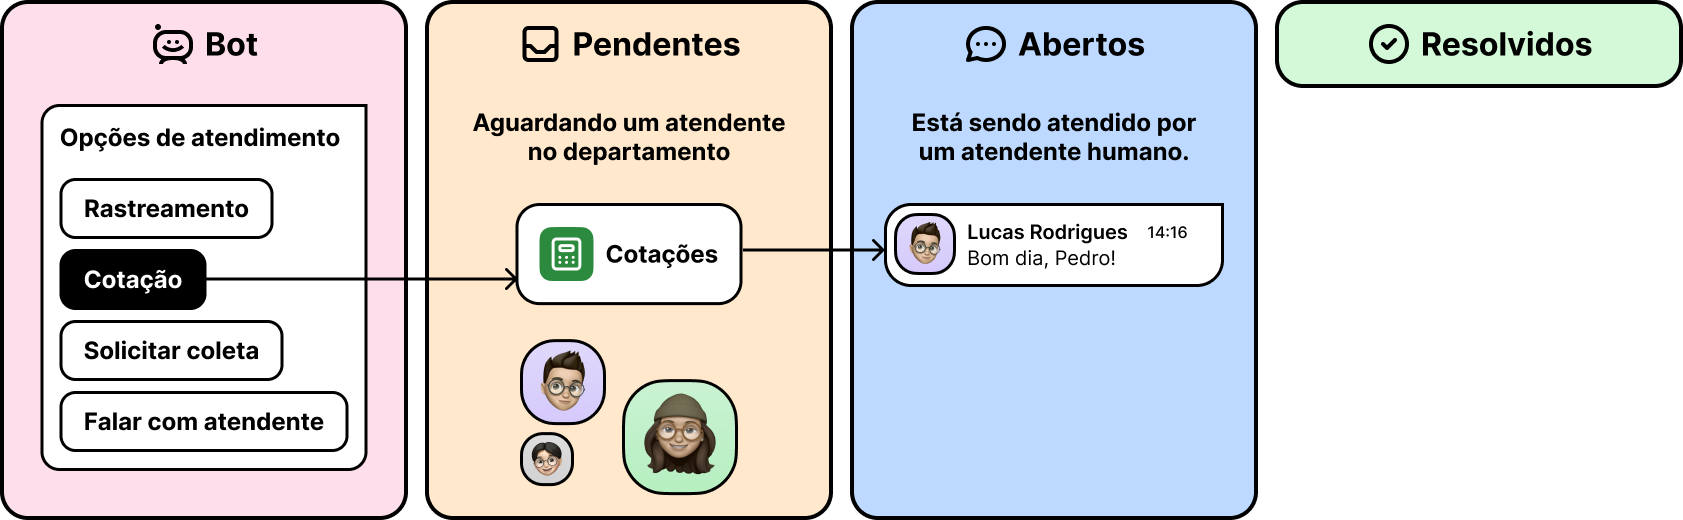 Bot
Opções de atendimento
Rastreamento
Cotação
Solicitar coleta
Falar com atendente
Pendentes
Aguardando um atendente
no departamento
Cotações
Abertos
Está sendo atendido por
um atendente humano.
Lucas Rodrigues 14:16
Bom dia, Pedro!
Resolvidos